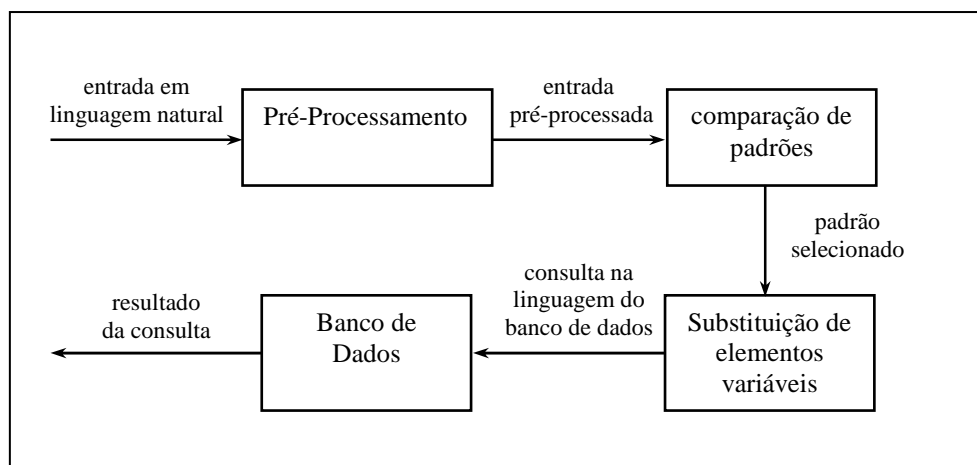 entrada em
linguagem natural
Pré-Processamento
entrada
pré-processada
comparação de
padrões
padrão
selecionado
Substituição de
elementos
variáveis
consulta na
linguagem do
banco de dados
Banco de
Dados
resultado
da consulta